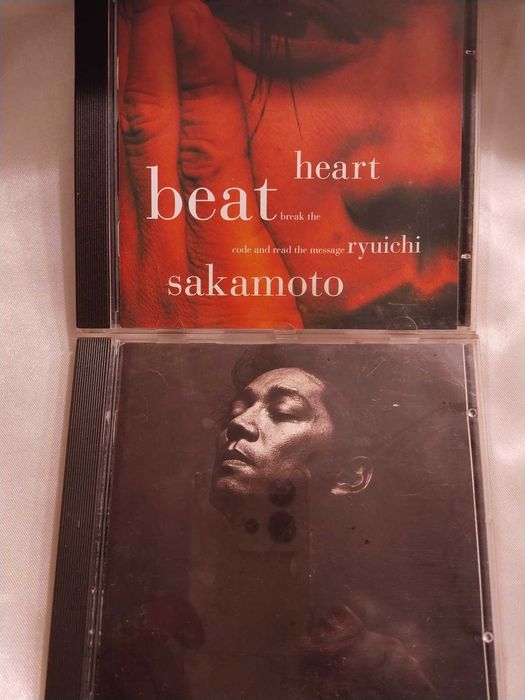 heart
beat break the
code and read the message ryuichi
sakamoto